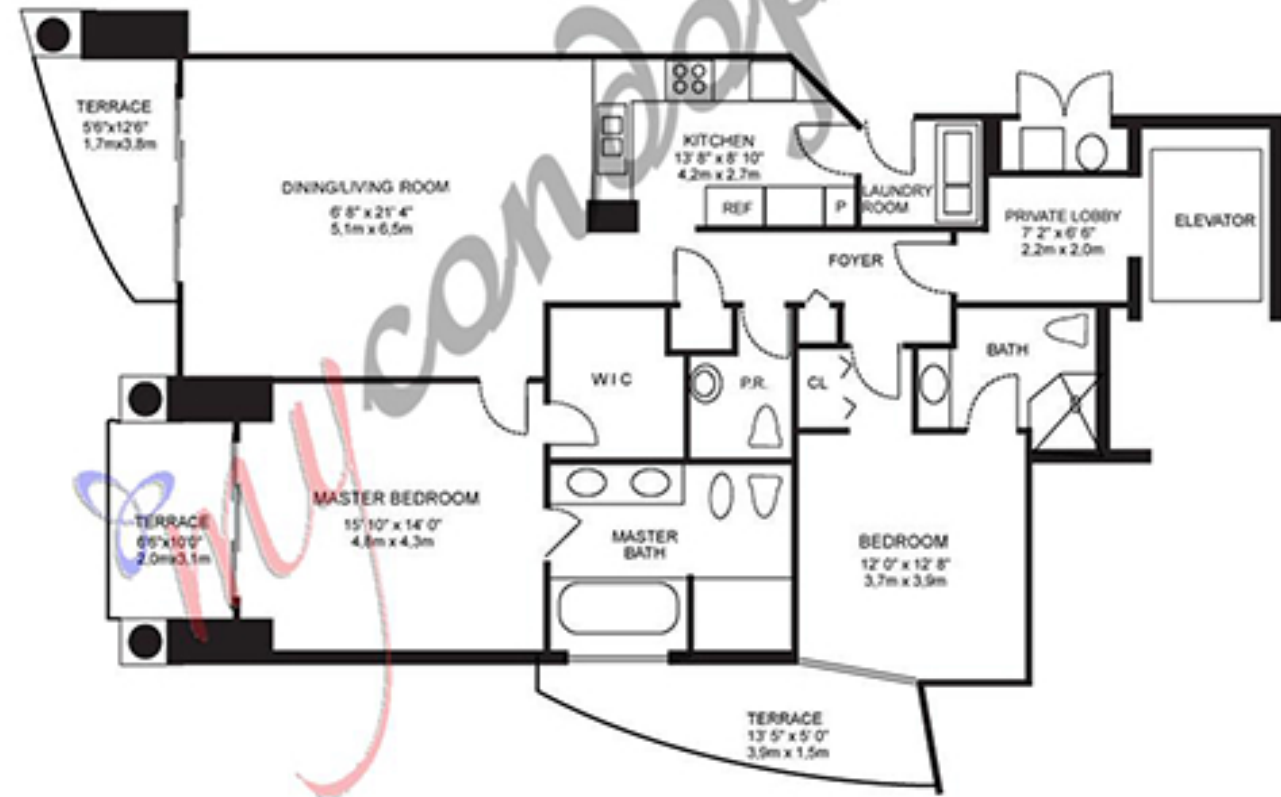 TERRACE
5'6"x12'6"
1,7mx3,8m
DINING/LIVING ROOM
6' 8" x 21' 4"
5,1m x 6,5m
KITCHEN
13' 8" x 8' 10"
4,2m x 2,7m
REF
P
LAUNDRY
ROOM
PRIVATE LOBBY
7' 2" x 6' 6"
2,2m x 2,0m
ELEVATOR
FOYER
BATH
WIC
P.R.
CL
MASTER BEDROOM
15' 10" x 14' 0"
4,8m x 4,3m
TERRACE
6'6"x10'0"
2,0mx3,1m
MASTER
BATH
BEDROOM
12' 0" x 12' 8"
3,7m x 3,9m
TERRACE
13' 5" x 5' 0"
3,9m x 1,5m
my